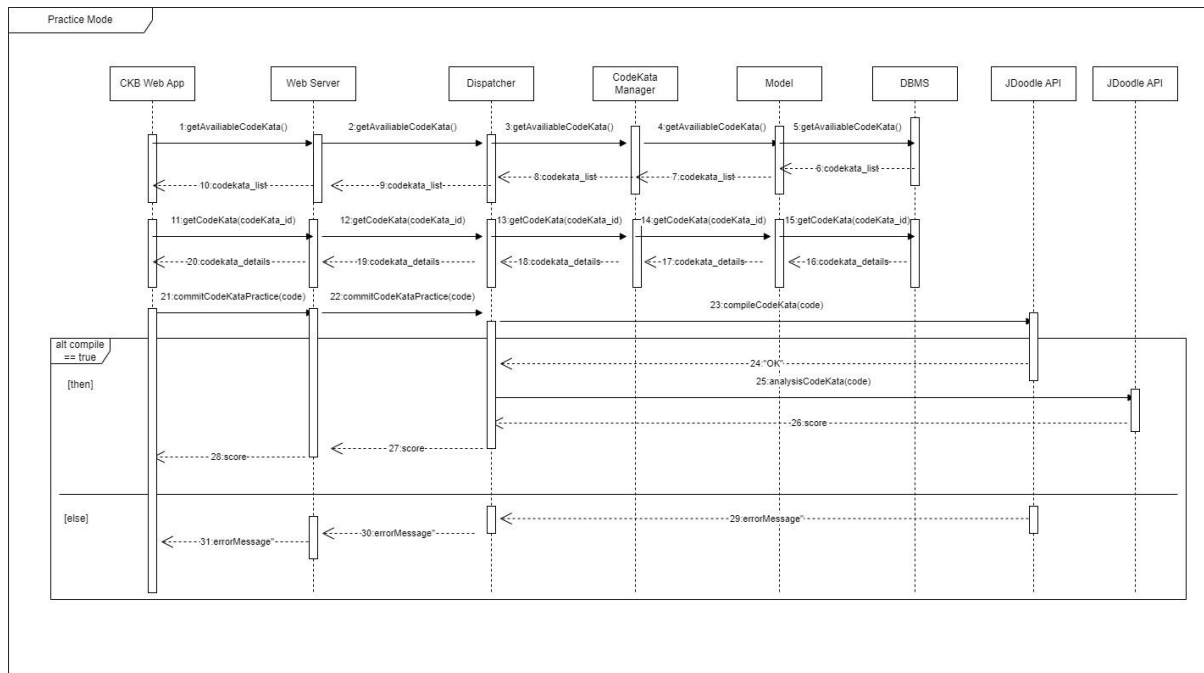 Practice Mode
CKB Web App
Web Server
Dispatcher
CodeKata
Manager
Model
DBMS
JDoodle API
JDoodle API
1:getAvailiableCodeKata()
2:getAvailiableCodeKata()
3:getAvailiableCodeKata()
4:getAvailiableCodeKata()
5:getAvailiableCodeKata()
10:codekata_list
9:codekata_list
8:codekata_list
7:codekata_list
6:codekata_list
11:getCodeKata(codeKata_id)
12:getCodeKata(codeKata_id)
13:getCodeKata(codeKata_id)
14:getCodeKata(codeKata_id)
15:getCodeKata(codeKata_id)
20:codekata_details
19:codekata_details
18:codekata_details
17:codekata_details
16:codekata_details
21:commitCodeKataPractice(code)
22:commitCodeKataPractice(code)
23:compileCodeKata(code)
alt compile
== true
24:"OK"
[then]
25:analysisCodeKata(code)
26:score
27:score
28:score
[else]
29:errorMessage"
30:errorMessage"
31:errorMessage"